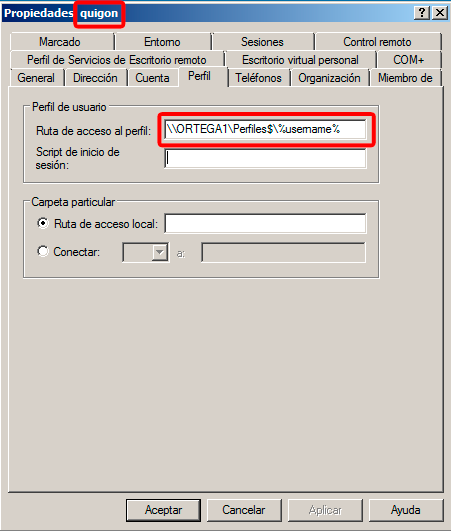 Propiedades quigon
Marcado Entorno Sesiones Control remoto
Perfil de Servicios de Escritorio remoto Escritorio virtual personal COM+
General Dirección Cuenta Perfil Teléfonos Organización Miembro de
Perfil de usuario
Ruta de acceso al perfil: \\ORTEGA1\Perfiles$\%username%
Script de inicio de
sesión:
Carpeta particular
Ruta de acceso local:
Conectar: a:
Aceptar Cancelar Aplicar Ayuda